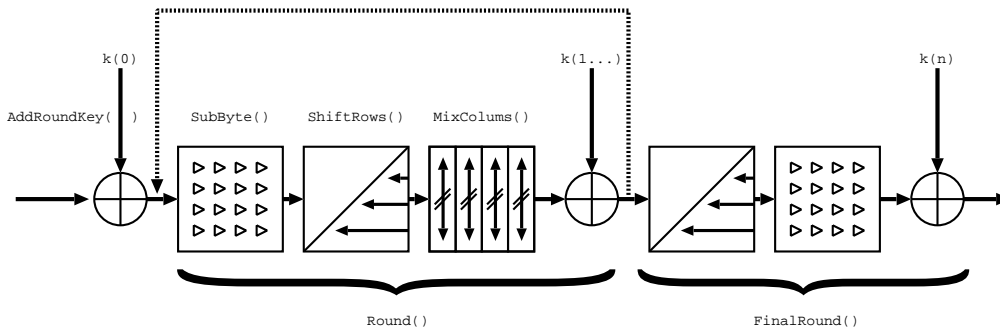 k(0)
k(1...)
k(n)
AddRoundKey( )
SubByte()
ShiftRows()
MixColums()
Round()
FinalRound()